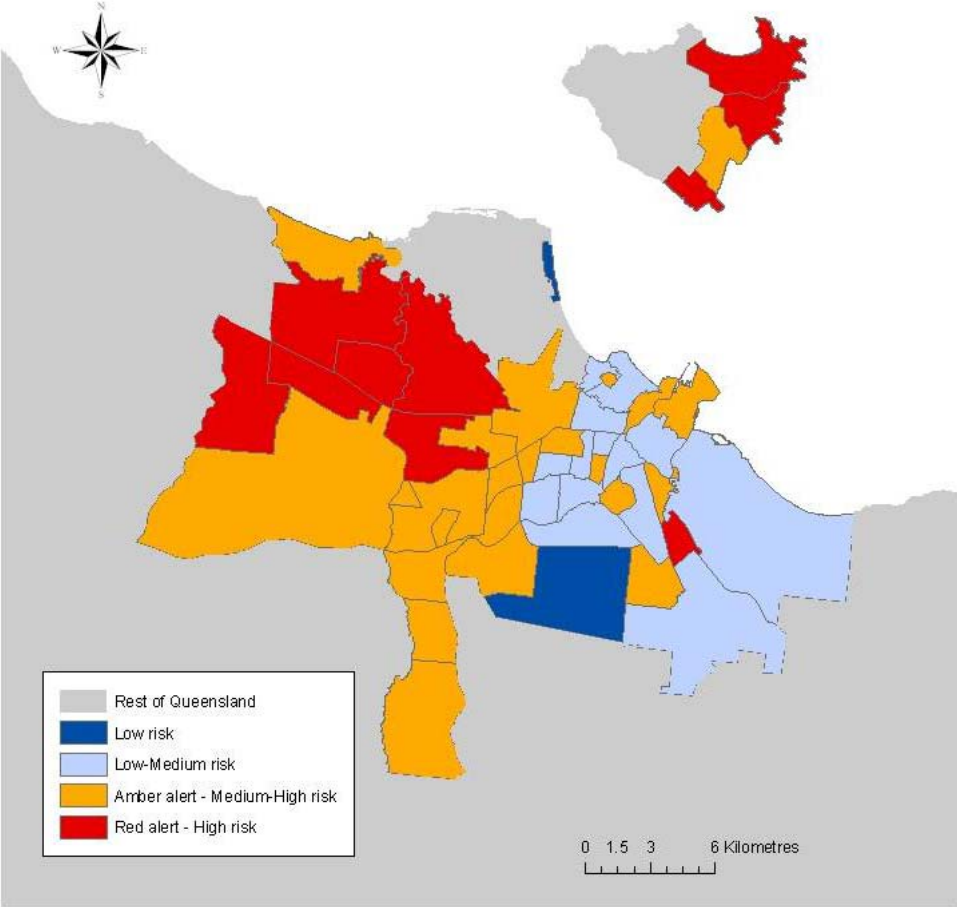 N
W E
S
Rest of Queensland
Low risk
Low-Medium risk
Amber alert - Medium-High risk
Red alert - High risk
0 1.5 3 6 Kilometres